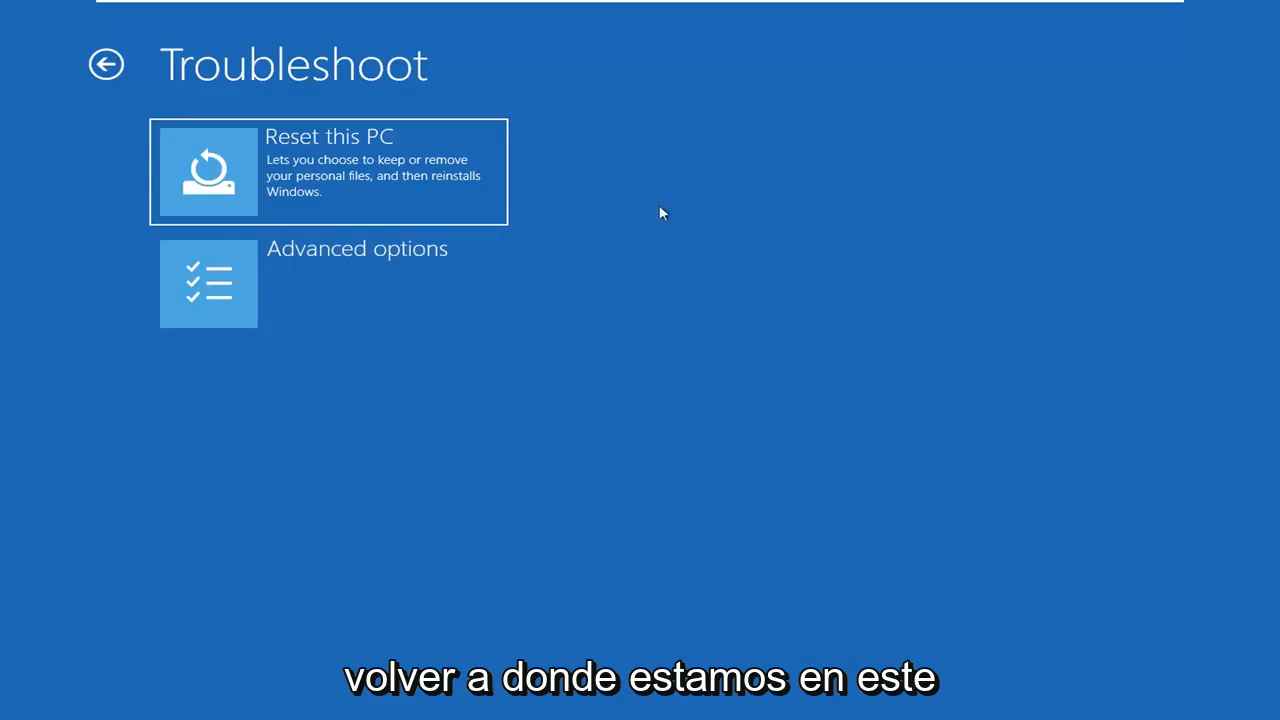 Troubleshoot
Reset this PC
Lets you choose to keep or remove
your personal files, and then reinstalls
Windows.
Advanced options
volver a donde estamos en este